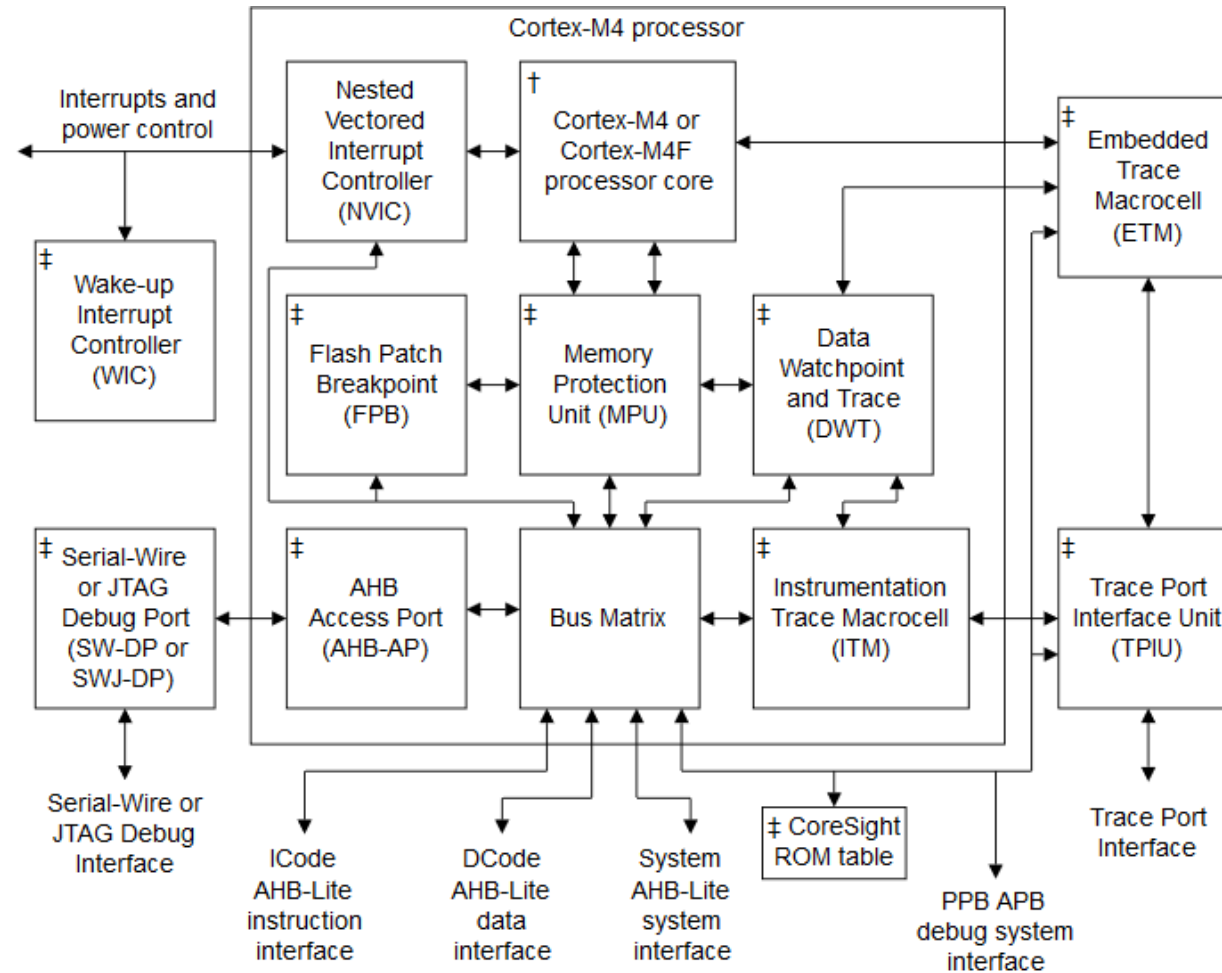 Cortex-M4 processor
Interrupts and
power control
Nested
Vectored
Interrupt
Controller
(NVIC)
†
Cortex-M4 or
Cortex-M4F
processor core
‡
Embedded
Trace
Macrocell
(ETM)
‡
Wake-up
Interrupt
Controller
(WIC)
‡
Flash Patch
Breakpoint
(FPB)
‡
Memory
Protection
Unit (MPU)
‡
Data
Watchpoint
and Trace
(DWT)
‡
Serial-Wire
or JTAG
Debug Port
(SW-DP or
SWJ-DP)
‡
AHB
Access Port
(AHB-AP)
Bus Matrix
‡
Instrumentation
Trace Macrocell
(ITM)
‡
Trace Port
Interface Unit
(TPIU)
Serial-Wire or
JTAG Debug
Interface
ICode
AHB-Lite
instruction
interface
DCode
AHB-Lite
data
interface
System
AHB-Lite
system
interface
‡ CoreSight
ROM table
PPB APB
debug system
interface
Trace Port
Interface